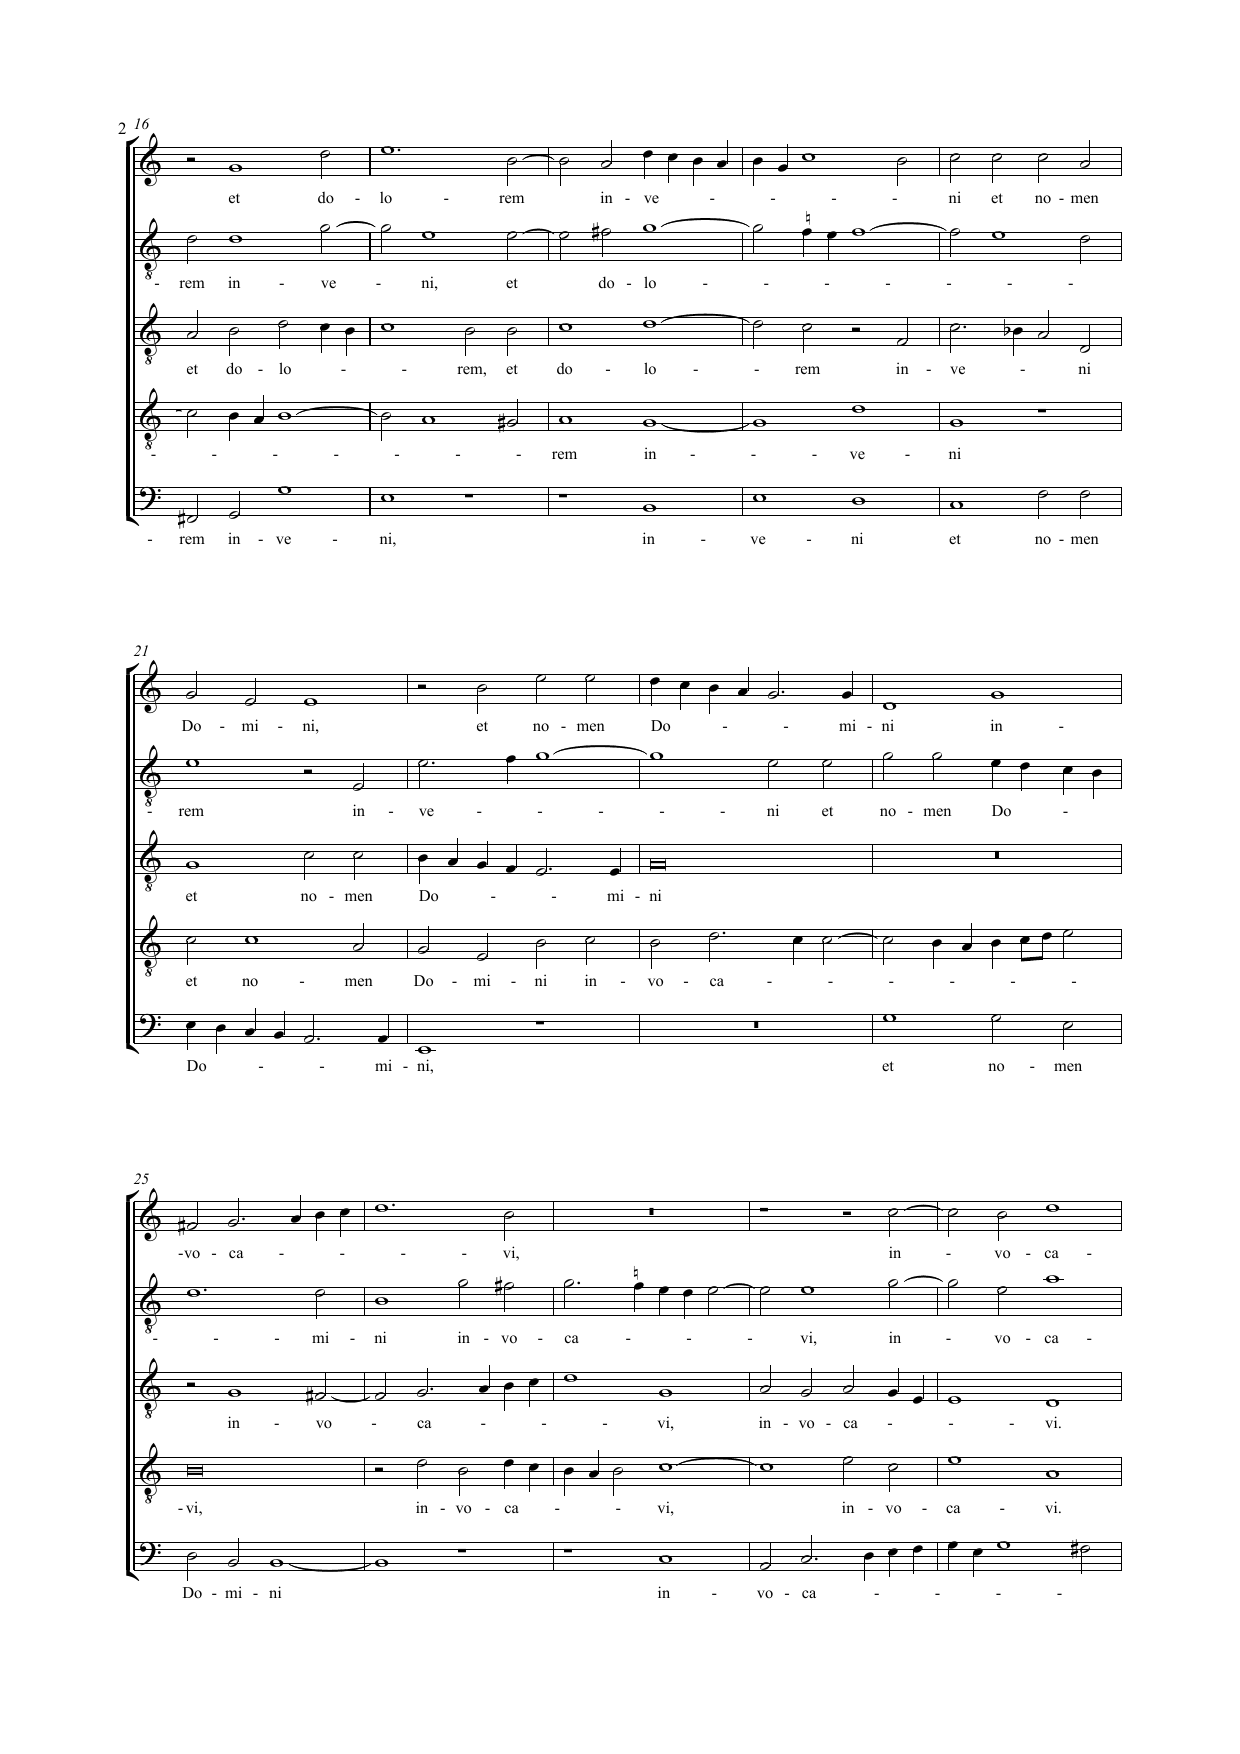 2 16
et do - lo - rem in - ve - - - - ni et no - men
- rem in - ve - ni, et do - lo - - - - - - -
et do - lo - - rem, et do - lo - - rem in - ve - ni
- - - - - - - rem in - - - ve - ni
- rem in - ve - ni, in - ve - ni et no - men
21
Do - mi - ni, et no - men Do - - mi - ni in -
- rem in - ve - - - - - ni et no - men Do - -
et no - men Do - - mi - ni
et no - men Do - mi - ni in - vo - ca - - - - - -
Do - - mi - ni, et no - men
25
-vo - ca - - - - vi, in - vo - ca -
- - - mi - ni in - vo - ca - - - vi, in - vo - ca -
in - vo - ca - - - vi, in - vo - ca - - - vi.
- vi, in - vo - ca - - - vi, in - vo - ca - vi.
Do - mi - ni in - vo - ca - - - -